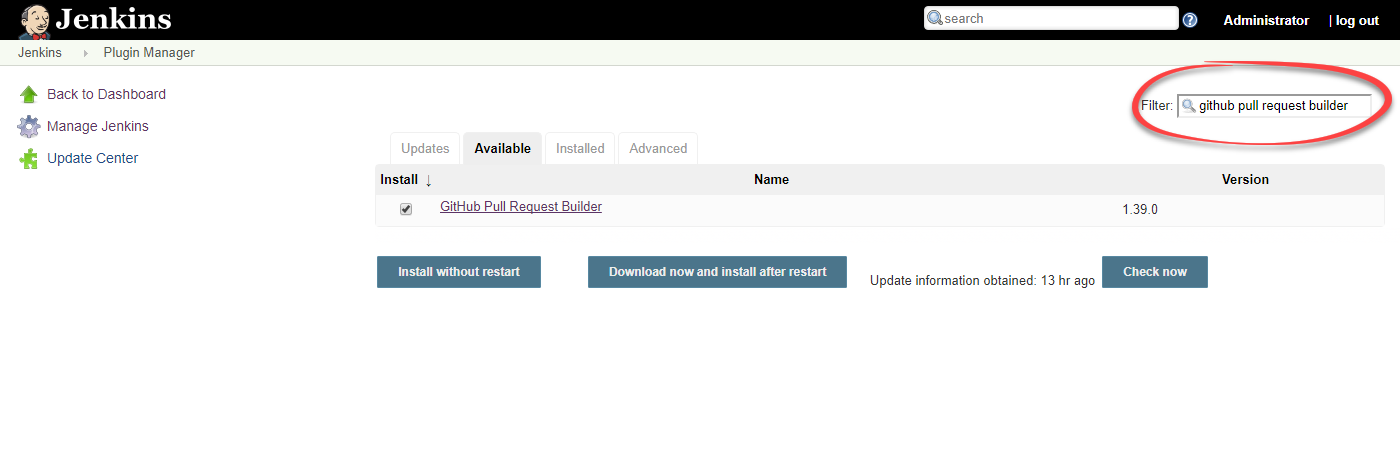 Jenkins
search
?
Administrator
| log out
Jenkins
Plugin Manager
Back to Dashboard
Manage Jenkins
Update Center
Filter: github pull request builder
Updates
Available
Installed
Advanced
Install ↓
Name
Version
GitHub Pull Request Builder
1.39.0
Install without restart
Download now and install after restart
Update information obtained: 13 hr ago
Check now